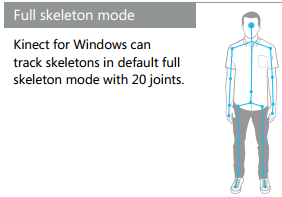 Full skeleton mode
Kinect for Windows can
track skeletons in default full
skeleton mode with 20 joints.